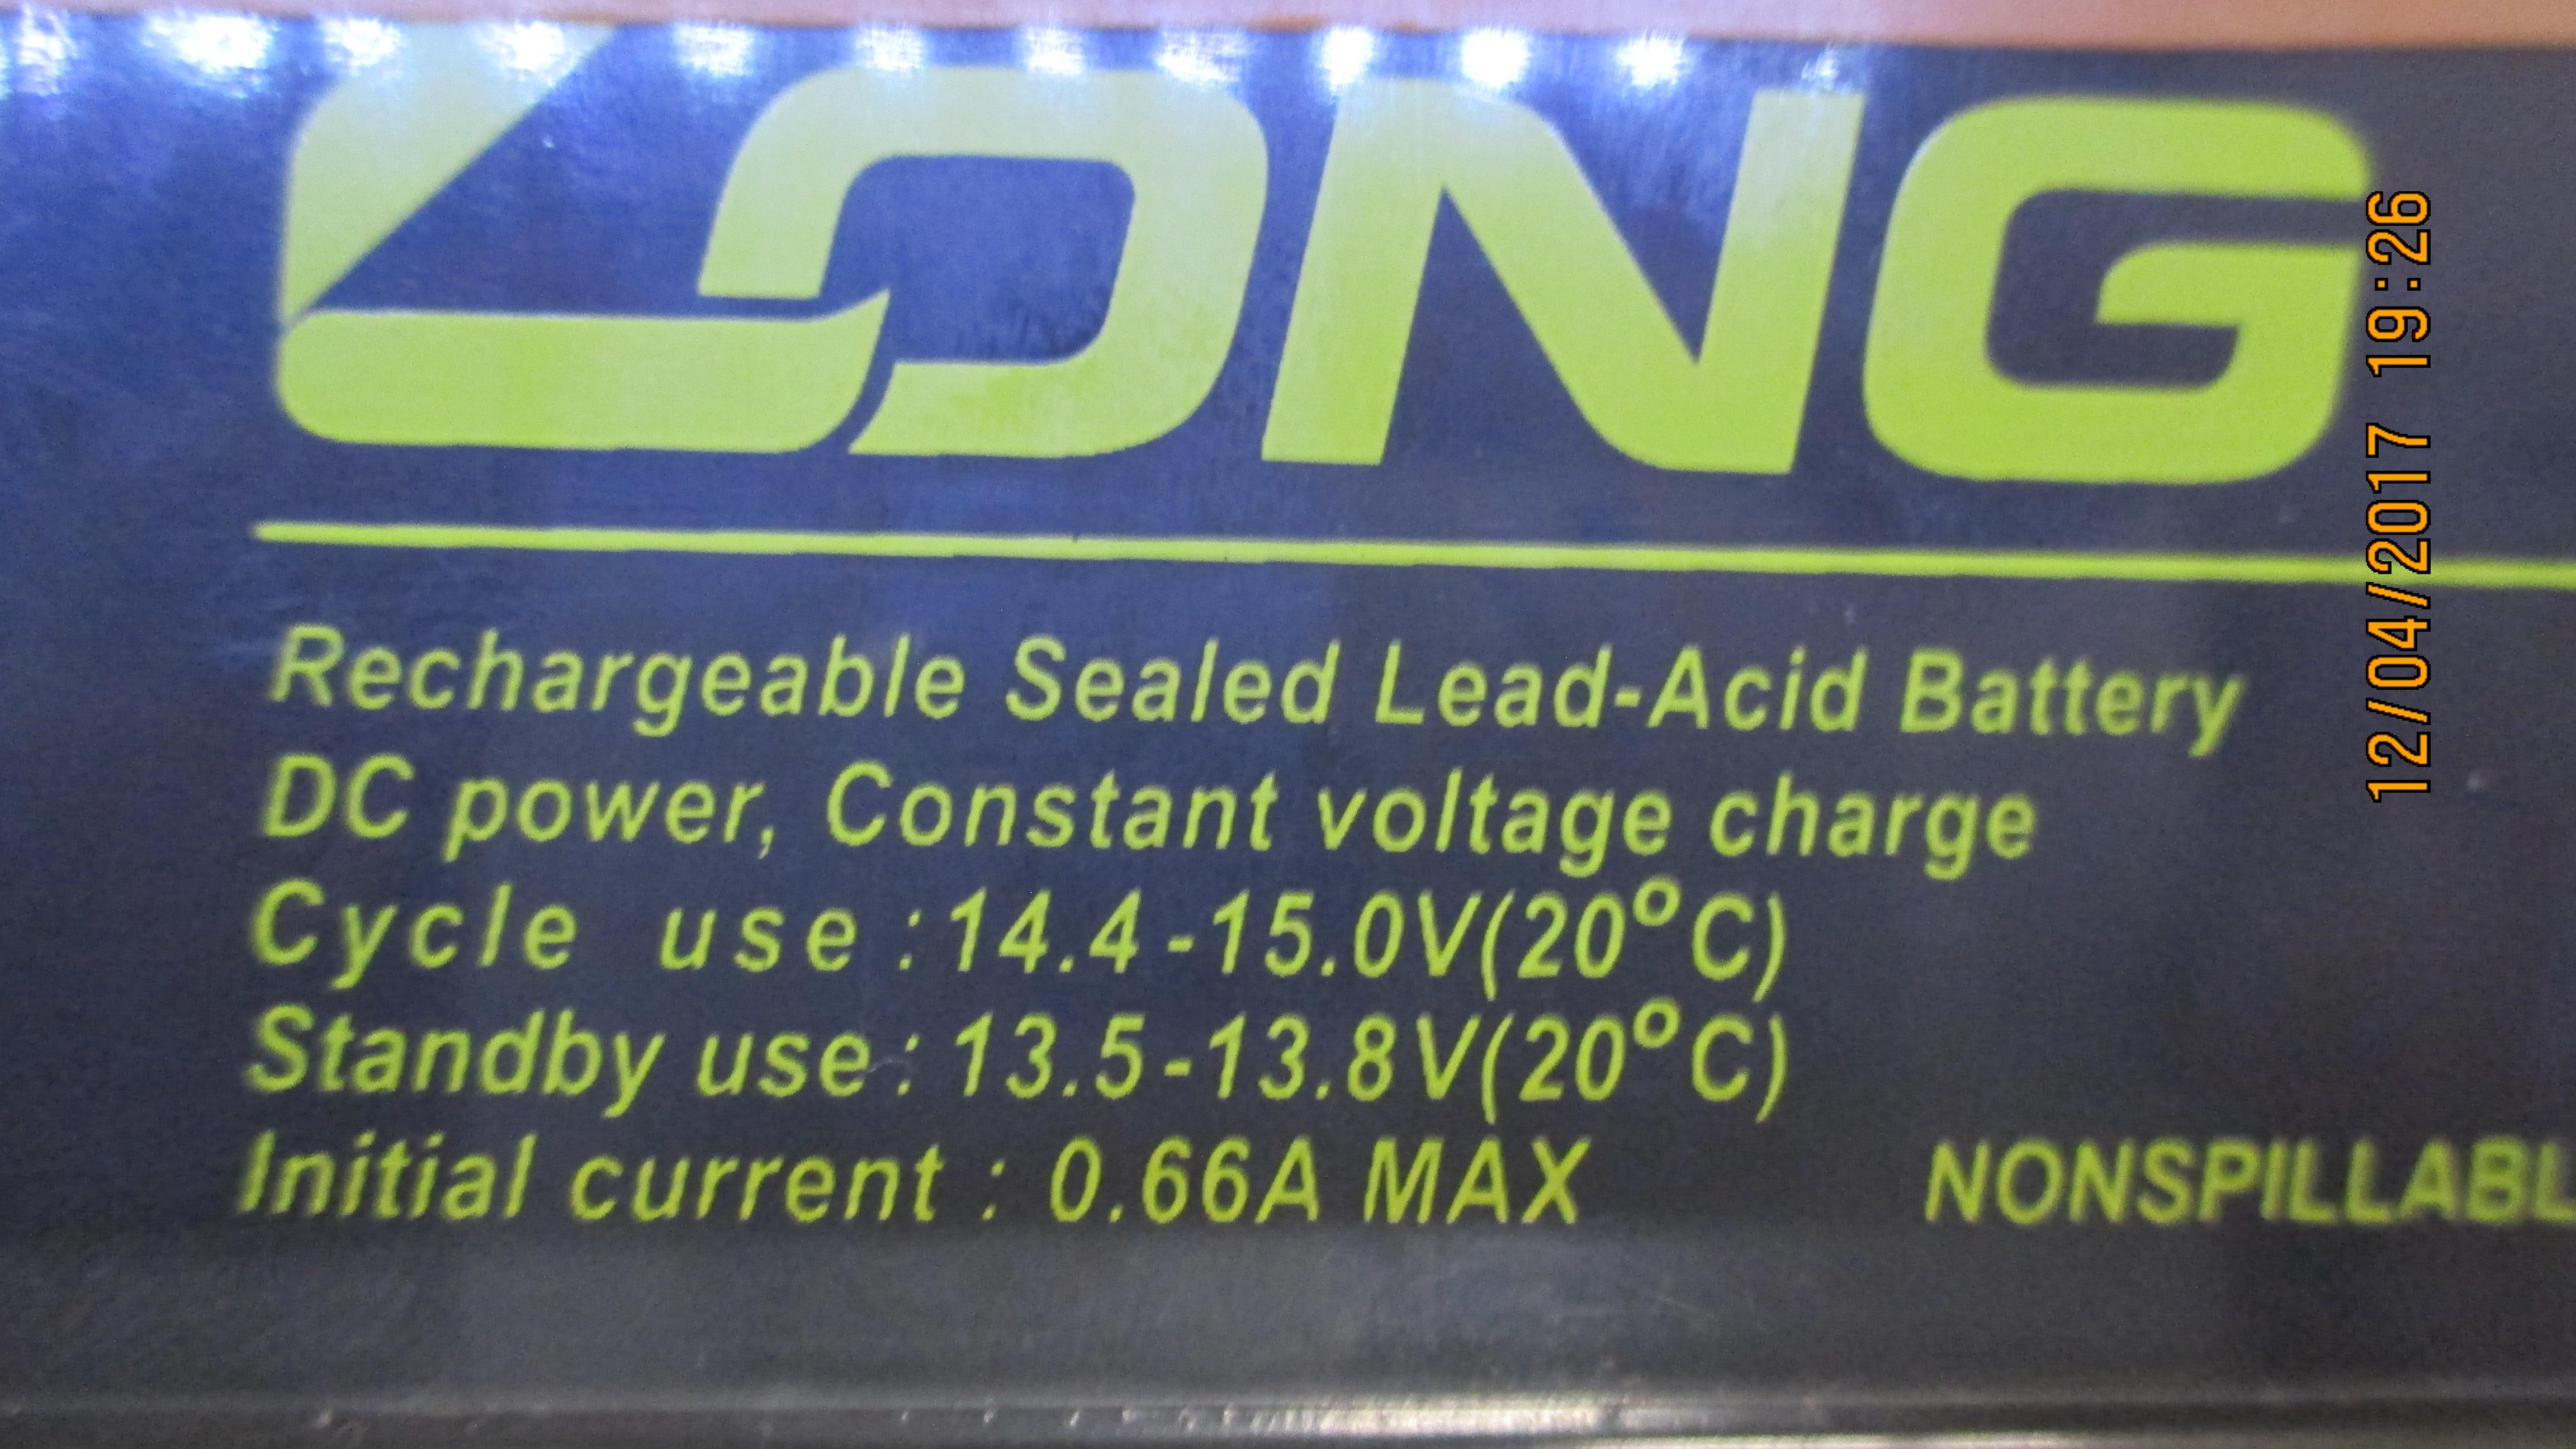 LONG
Rechargeable Sealed Lead-Acid Battery
DC power, Constant voltage charge
Cycle use :14.4-15.0V(20°C)
Standby use : 13.5-13.8V(20°C)
Initial current : 0.66A MAX
NONSPILLABL
12/04/2017 19:26